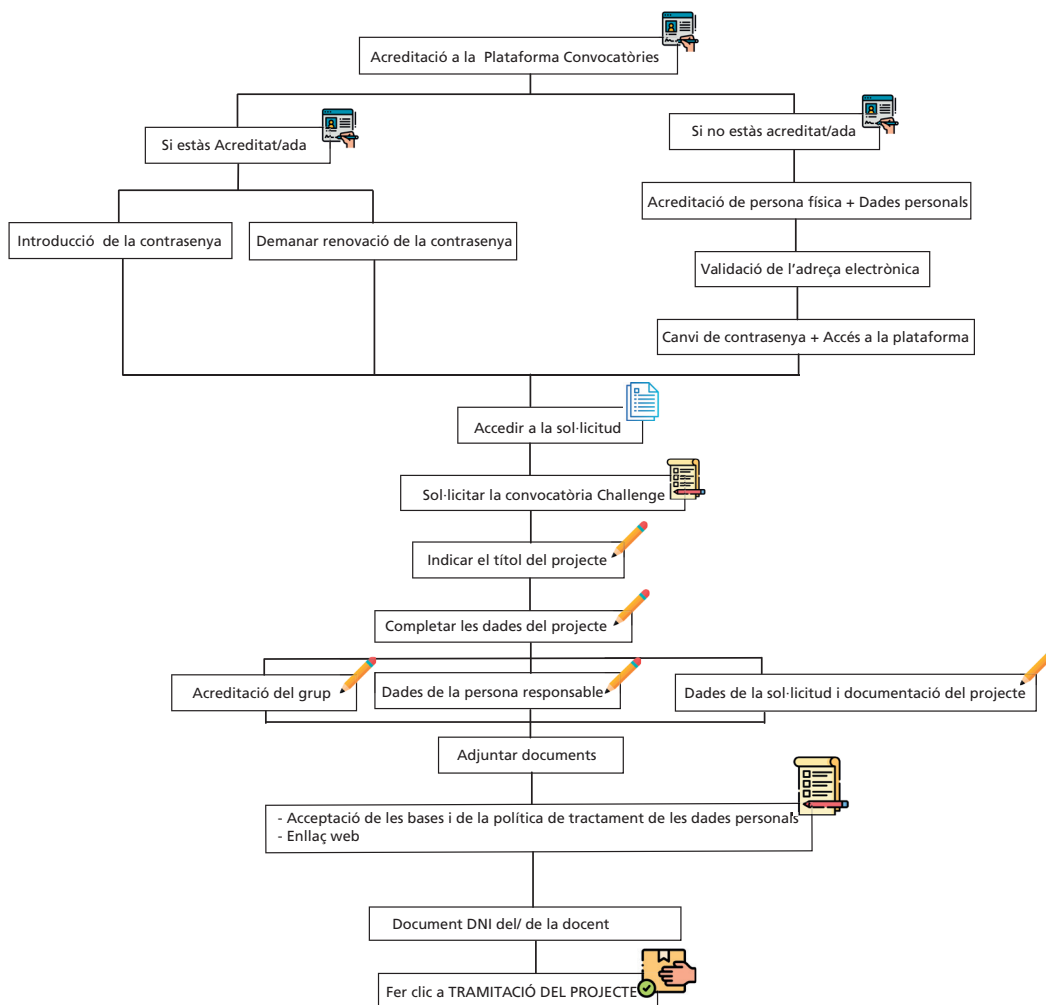 Acreditació a la Plataforma Convocatòries
Si estàs Acreditat/ada
Si no estàs acreditat/ada
Acreditació de persona física + Dades personals
Introducció de la contrasenya
Demanar renovació de la contrasenya
Validació de l’adreça electrònica
Canvi de contrasenya + Accés a la plataforma
Accedir a la sol·licitud
Sol·licitar la convocatòria Challenge
Indicar el títol del projecte
Completar les dades del projecte
Acreditació del grup
Dades de la persona responsable
Dades de la sol·licitud i documentació del projecte
Adjuntar documents
- Acceptació de les bases i de la política de tractament de les dades personals
- Enllaç web
Document DNI del/ de la docent
Fer clic a TRAMITACIÓ DEL PROJECTE